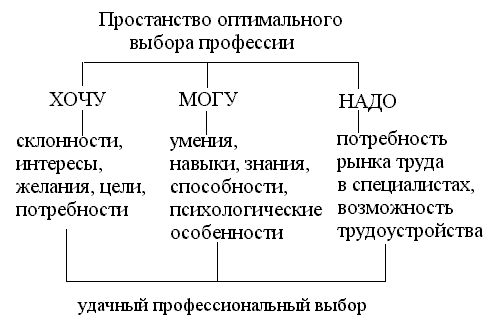 Простанство оптимального
выбора профессии
ХОЧУ
МОГУ
НАДО
склонности,
интересы,
желания, цели,
потребности
умения,
навыки, знания,
способности,
психологические
особенности
потребность
рынка труда
в специалистах,
возможность
трудоустройства
удачный профессиональный выбор